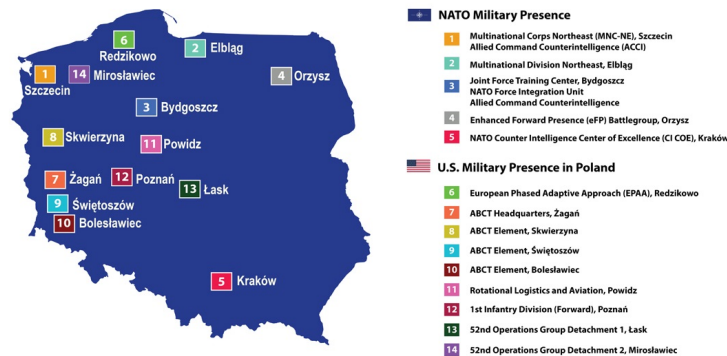 6
Redzikowo
2
Elbląg
1
Szczecin
14
Mirosławiec
4
Orzysz
3
Bydgoszcz
8
Skwierzyna
11
Powidz
7
Żagań
12
Poznań
13
Łask
9
Świętoszów
10
Bolesławiec
5
Kraków
NATO Military Presence
1
Multinational Corps Northeast (MNC-NE), Szczecin
Allied Command Counterintelligence (ACCI)
2
Multinational Division Northeast, Elbląg
3
Joint Force Training Center, Bydgoszcz
NATO Force Integration Unit
Allied Command Counterintelligence
4
Enhanced Forward Presence (eFP) Battlegroup, Orzysz
5
NATO Counter Intelligence Center of Excellence (CI COE), Kraków
U.S. Military Presence in Poland
6
European Phased Adaptive Approach (EPAA), Redzikowo
7
ABCT Headquarters, Żagań
8
ABCT Element, Skwierzyna
9
ABCT Element, Świętoszów
10
ABCT Element, Bolesławiec
11
Rotational Logistics and Aviation, Powidz
12
1st Infantry Division (Forward), Poznań
13
52nd Operations Group Detachment 1, Łask
14
52nd Operations Group Detachment 2, Mirosławiec